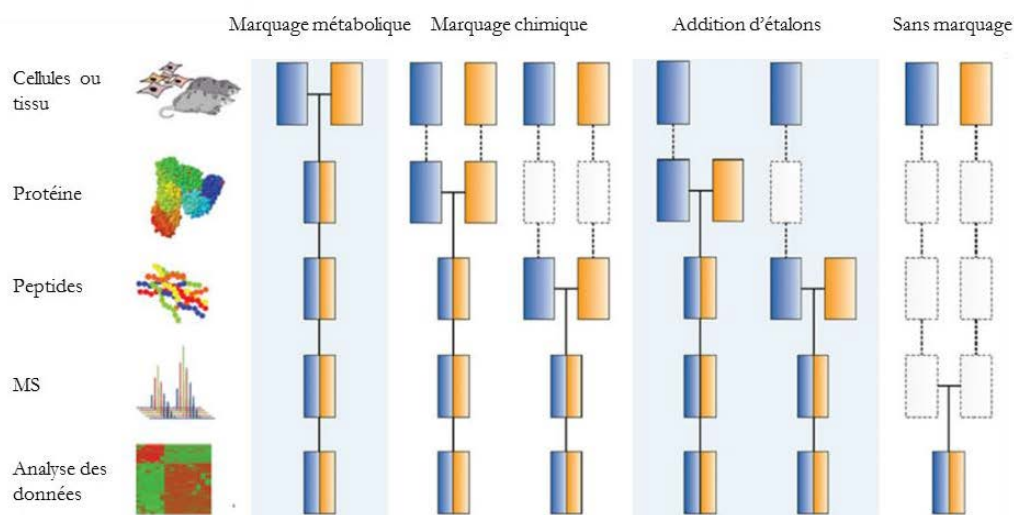 Marquage métabolique Marquage chimique Addition d'étalons Sans marquage
Cellules ou
tissu
Protéine
Peptides
MS
Analyse des
données